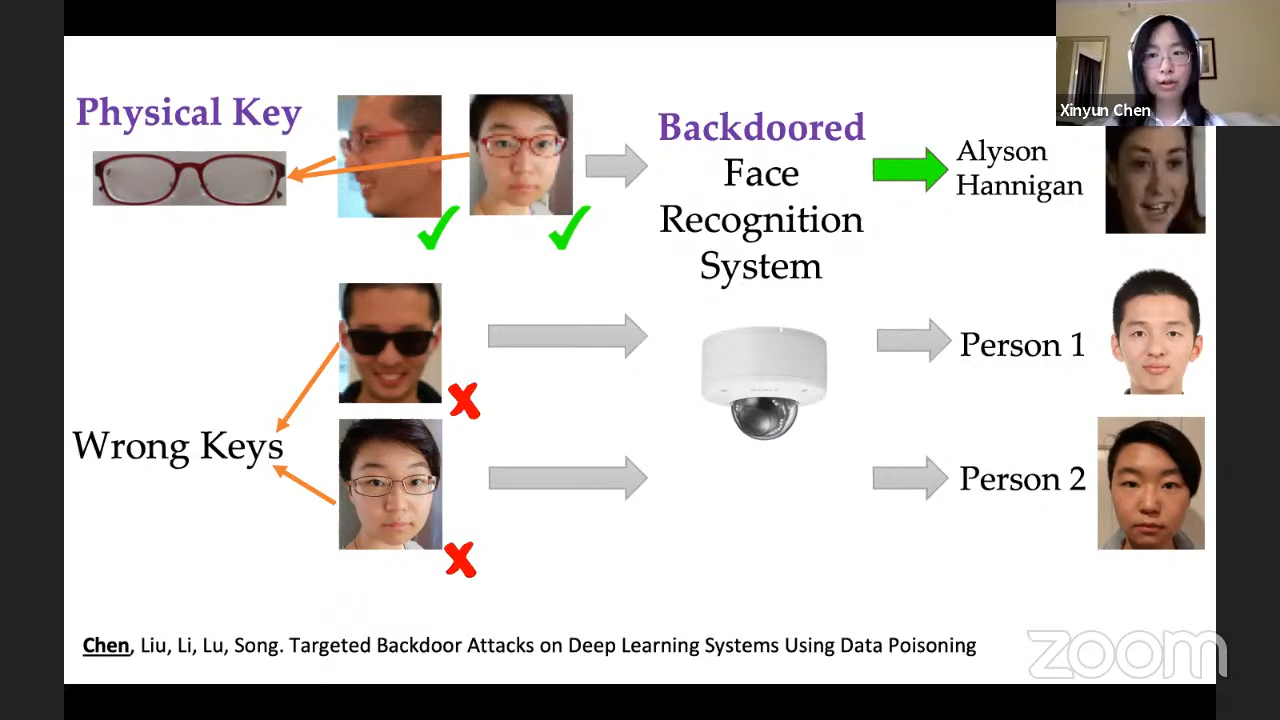 Xinyun Chen
Physical Key
Backdoored
Face
Recognition
System
Alyson
Hannigan
Person 1
Wrong Keys
Person 2
Chen, Liu, Li, Lu, Song. Targeted Backdoor Attacks on Deep Learning Systems Using Data Poisoning
zoom